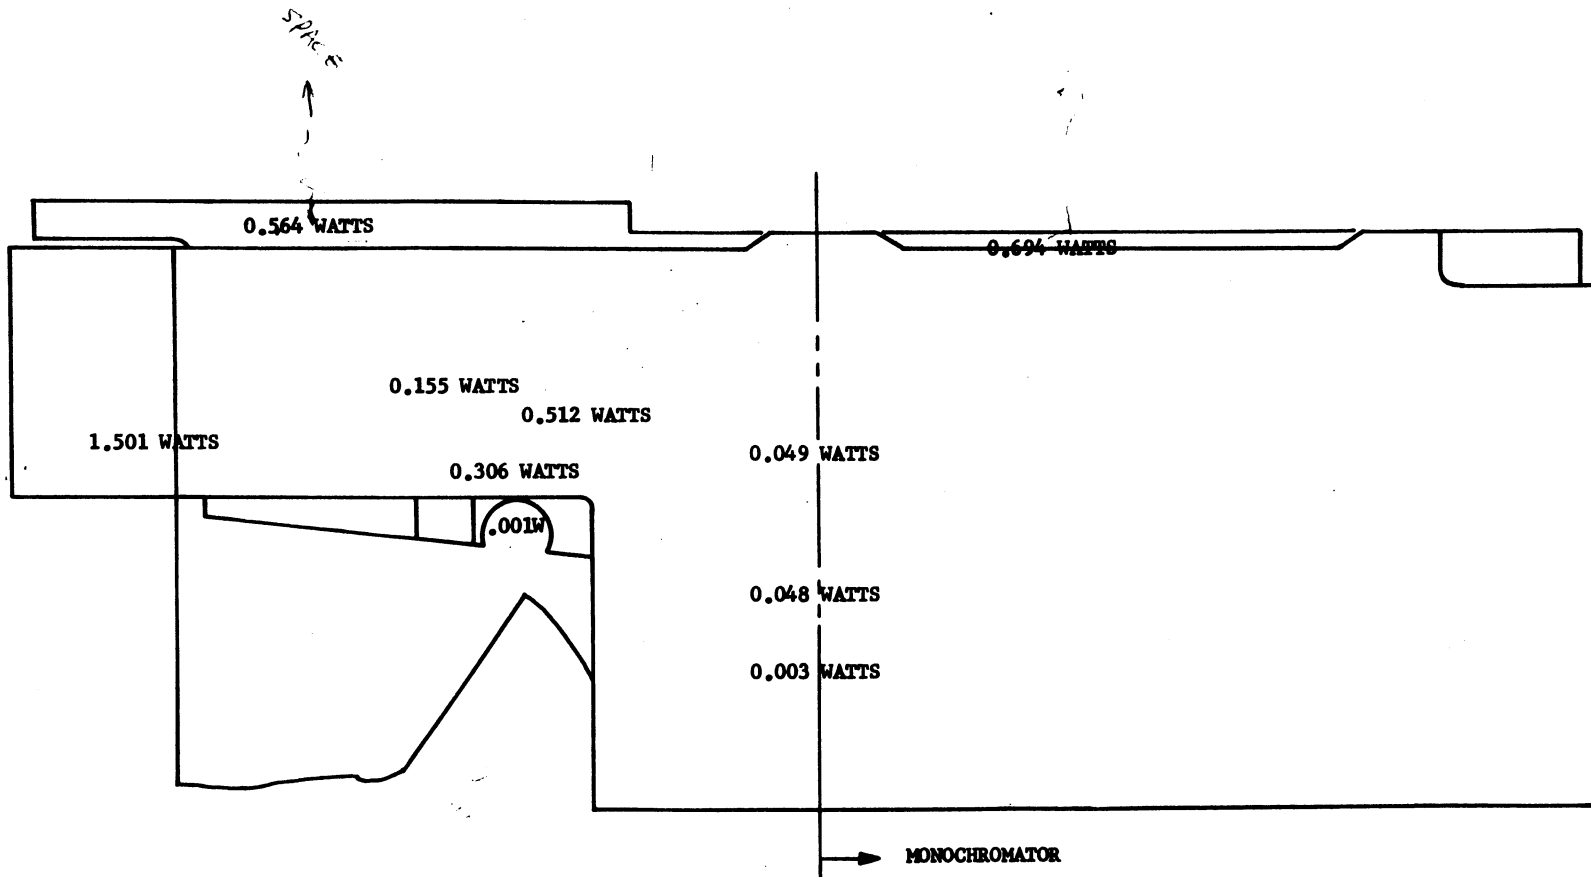 SPACE
0.564 WATTS
0.694 WATTS
0.155 WATTS
0.512 WATTS
1.501 WATTS
0.049 WATTS
0.306 WATTS
.001W
0.048 WATTS
0.003 WATTS
MONOCHROMATOR